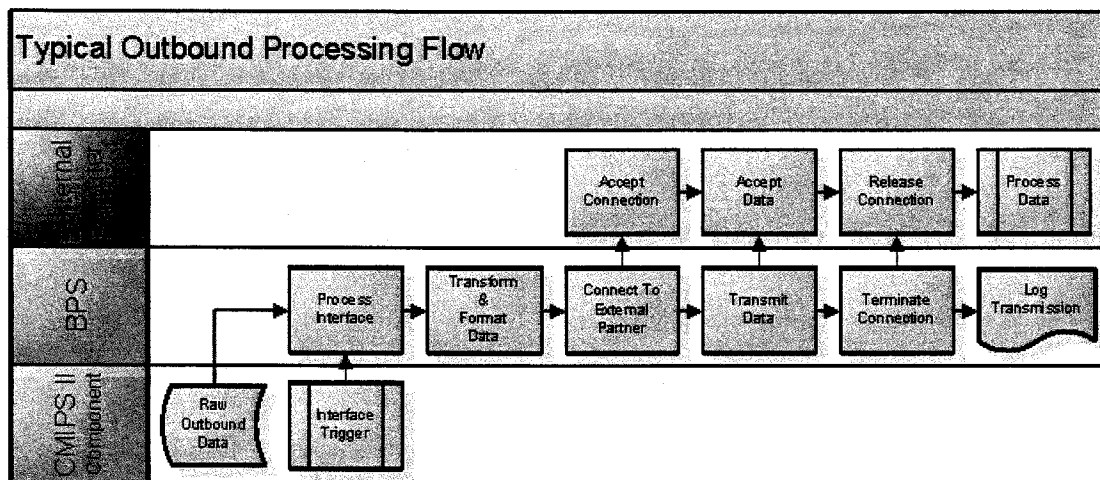 Typical Outbound Processing Flow
Accept
Connection
Accept
Data
Release
Connection
Process
Data
BPS
Process
Interface
Transform
&
Format
Data
Connect To
External
Partner
Transmit
Data
Terminate
Connection
Log
Transmission
CMIPS II
Component
Raw
Outbound
Data
Interface
Trigger